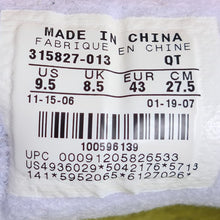 MADE IN CHINA
FABRIQUE EN CHINE
315827-013 QT
US UK EUR CM
9.5 8.5 43 27.5
11-15-06 01-19-07
100596139
UPC 00091205826533
US4936029*5042176*5713
141*5952065*6127026*